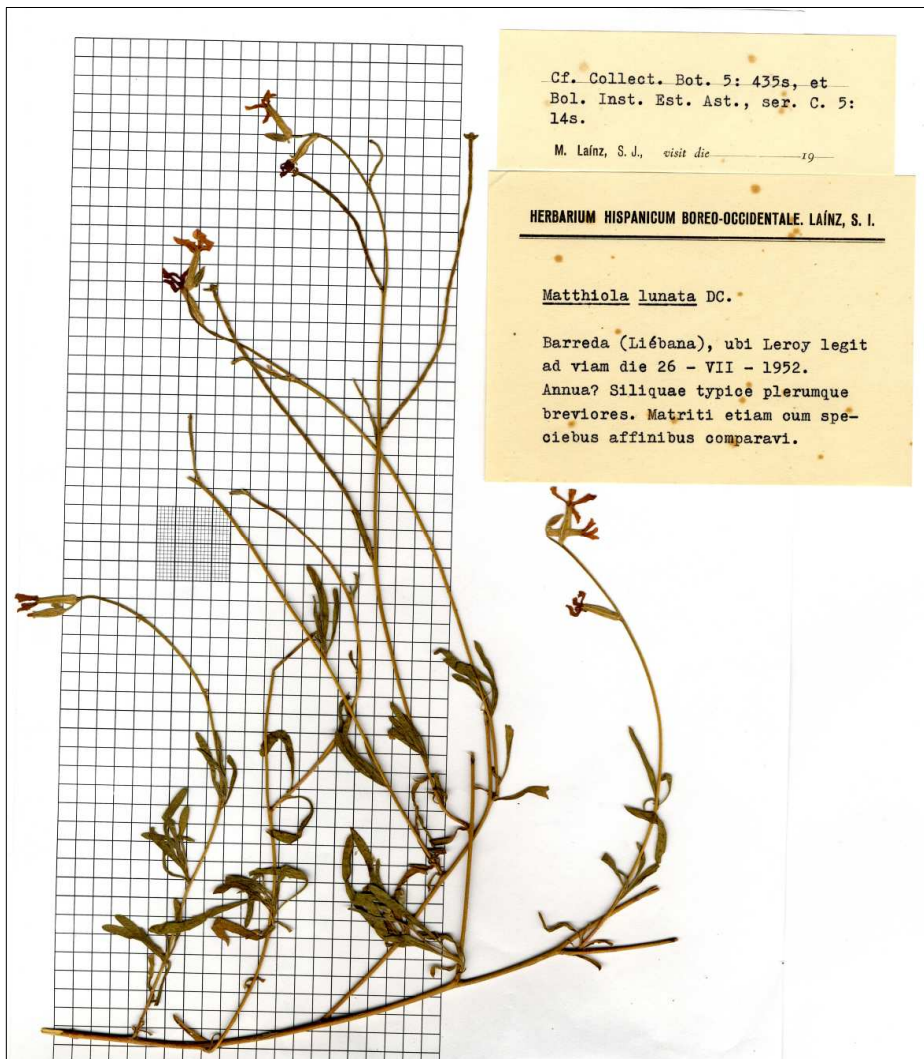 Cf. Collect. Bot. 5: 435s, et
Bol. Inst. Est. Ast., ser. C. 5:
14s.
M. Laínz, S. J., visit die 19
HERBARIUM HISPANICUM BOREO-OCCIDENTALE. LAÍNZ, S. I.
Matthiola lunata DC.
Barreda (Liébana), ubi Leroy legit
ad viam die 26 - VII - 1952.
Annua? Siliquae typice plerumque
breviores. Matriti etiam cum spe-
ciebus affinibus comparavi.